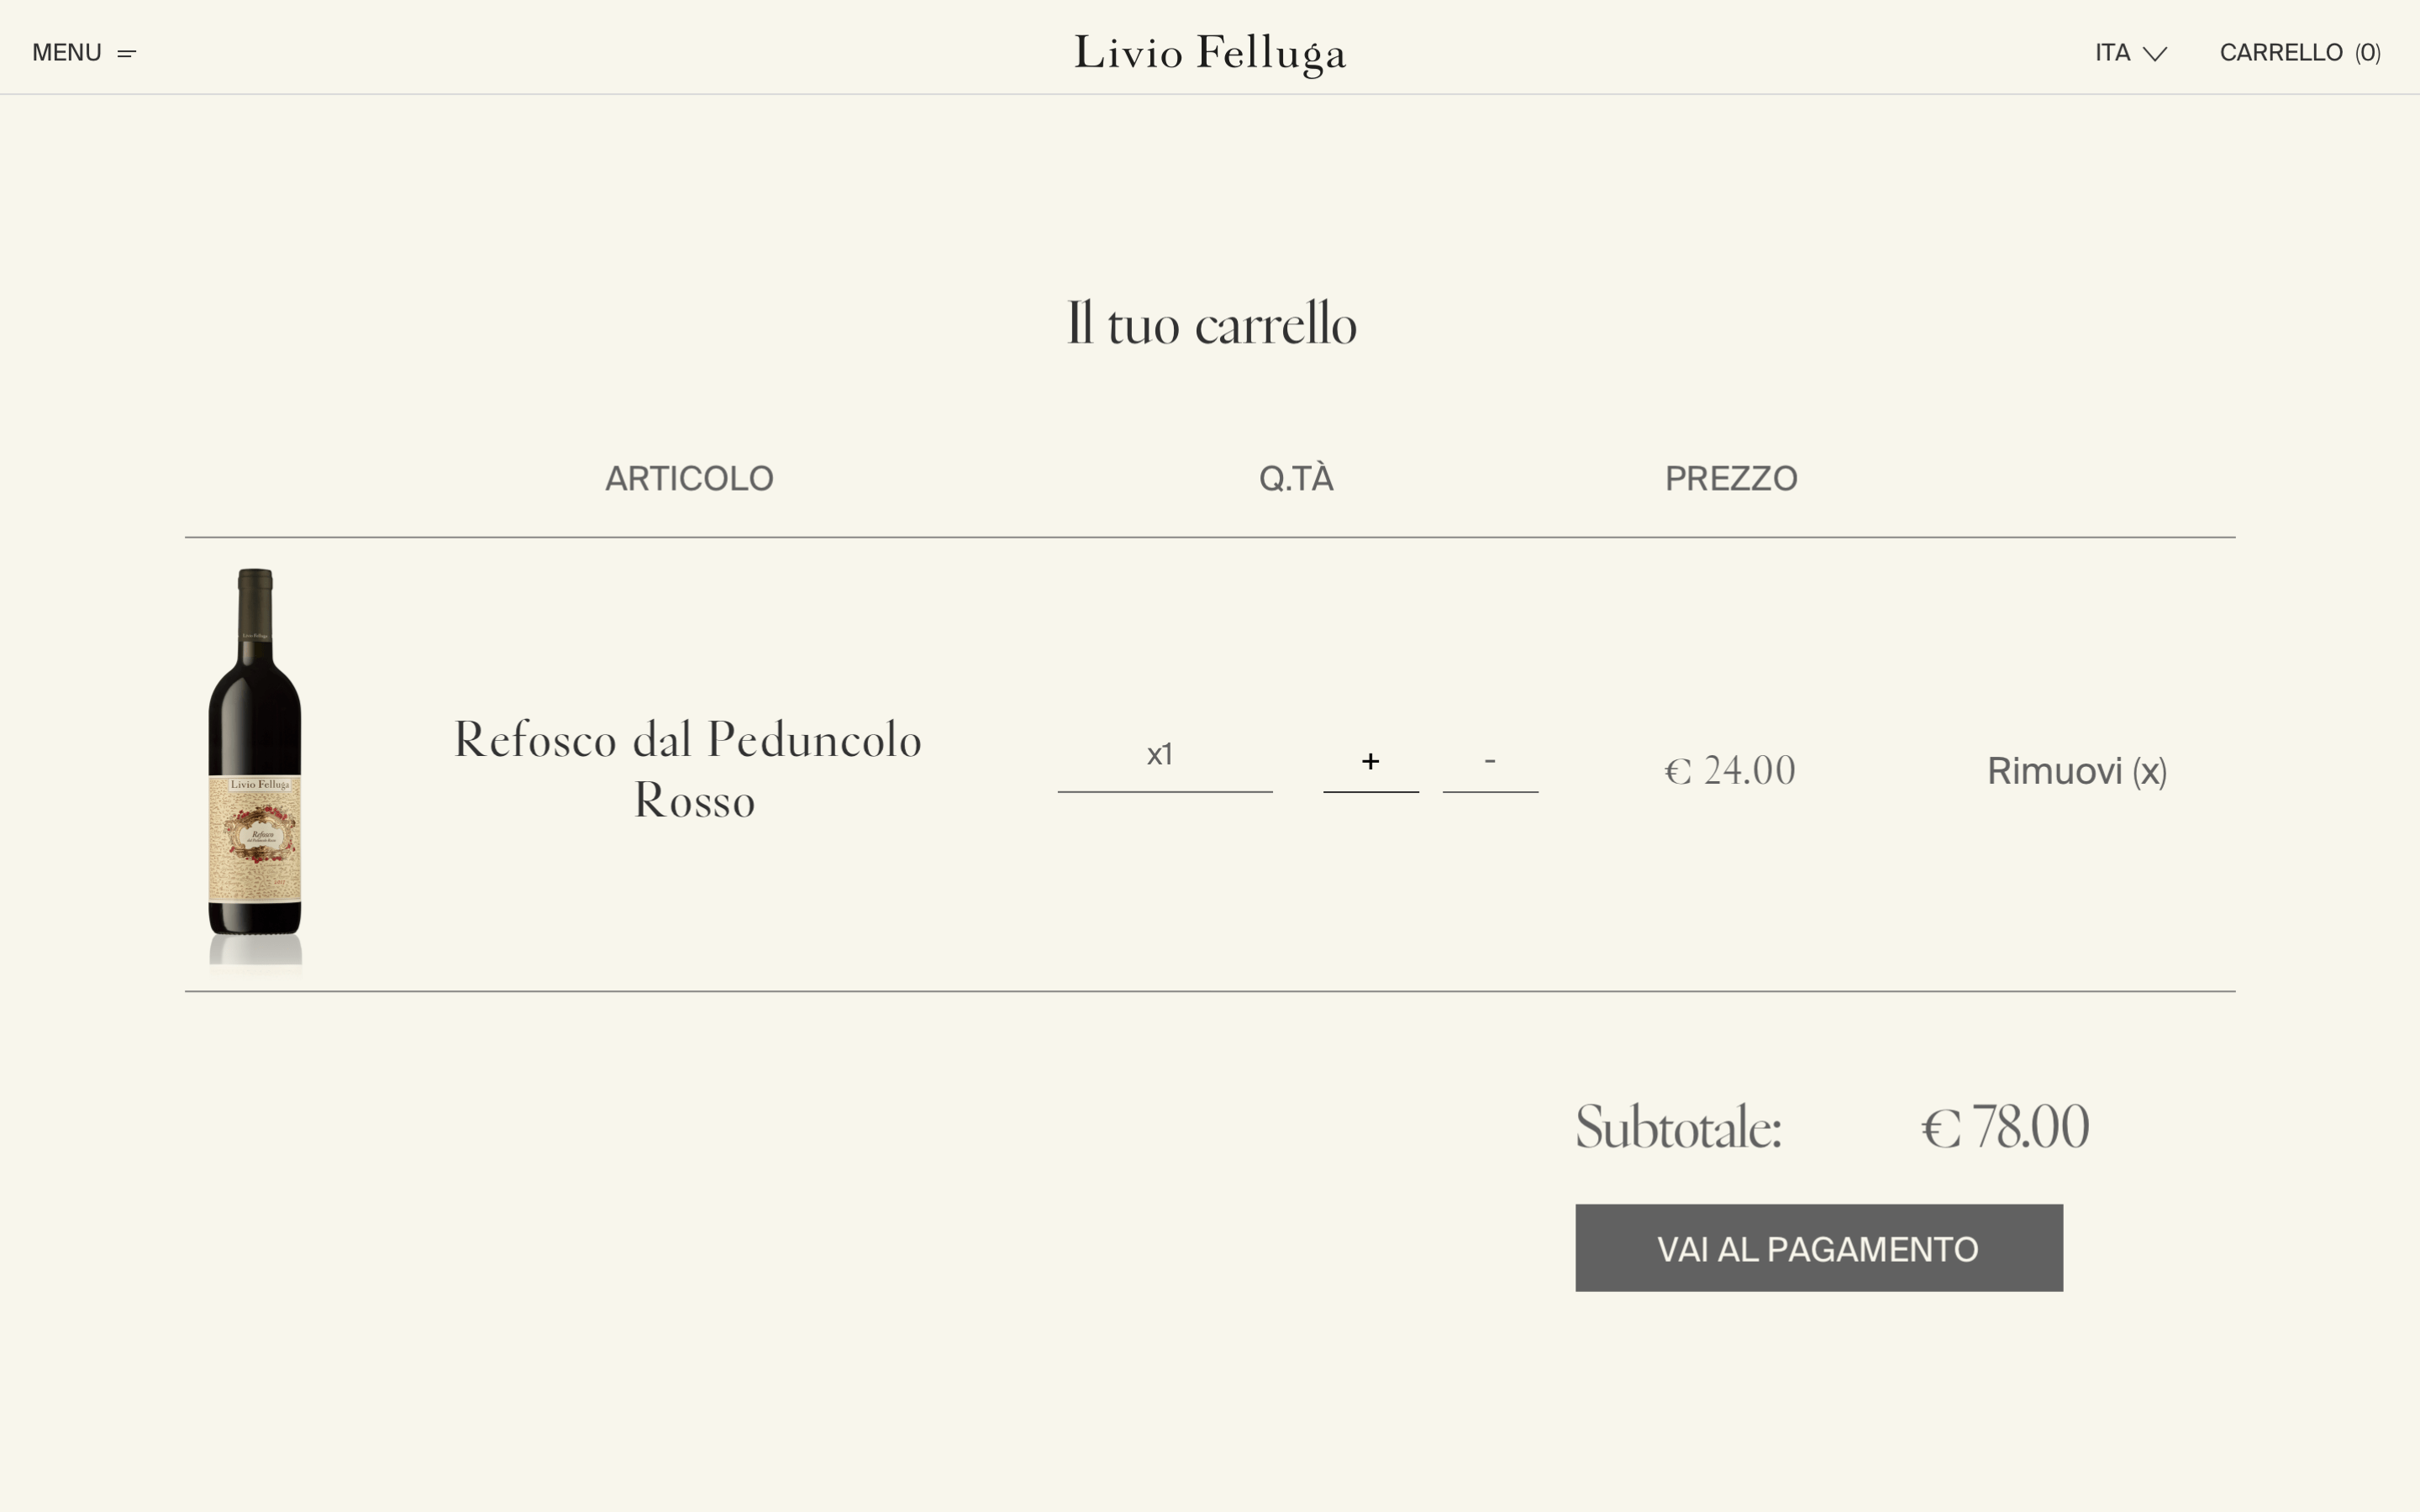 MENU
Livio Felluga
ITA
CARRELLO (0)
Il tuo carrello
ARTICOLO Q.TÀ PREZZO
Livio Felluga
Refosco
Refosco dal Peduncolo
Rosso
x1 + - € 24.00 Rimuovi (x)
Subtotale: € 78.00
VAI AL PAGAMENTO